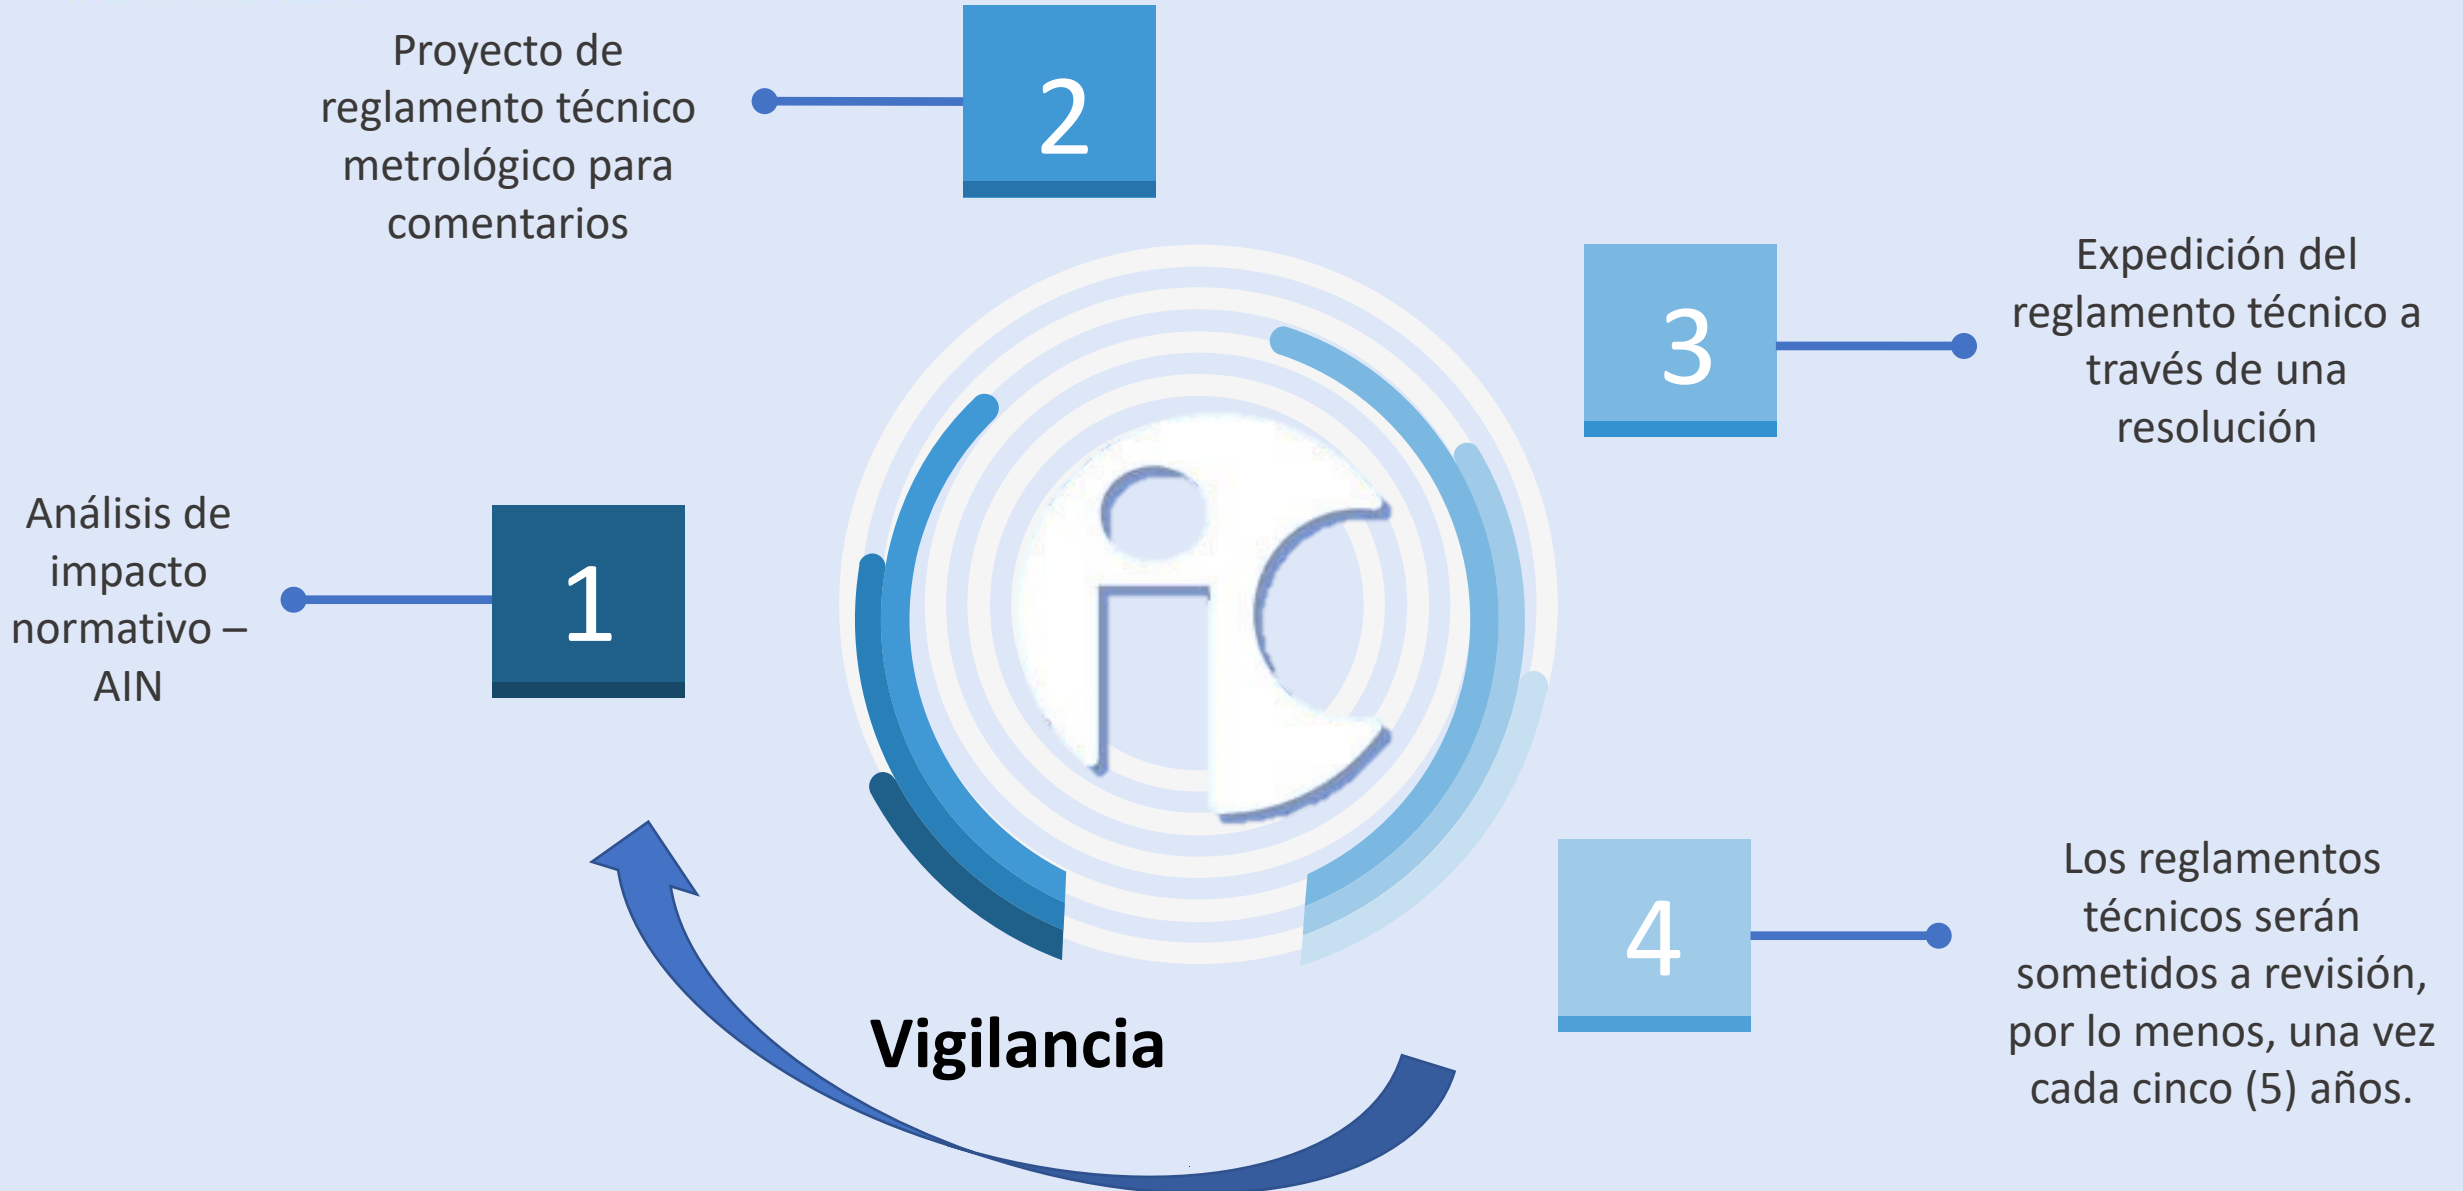 1
Análisis de
impacto
normativo –
AIN
2
Proyecto de
reglamento técnico
metrológico para
comentarios
3
Expedición del
reglamento técnico a
través de una
resolución
4
Los reglamentos
técnicos serán
sometidos a revisión,
por lo menos, una vez
cada cinco (5) años.
ic
Vigilancia